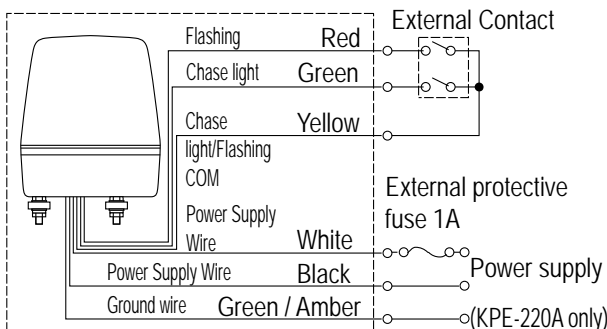 External Contact
Flashing Red
Chase light Green
Chase Yellow
light/Flashing
COM
External protective
fuse 1A
Power Supply
Wire White
Power supply
Power Supply Wire Black
Ground wire Green / Amber
(KPE-220A only)